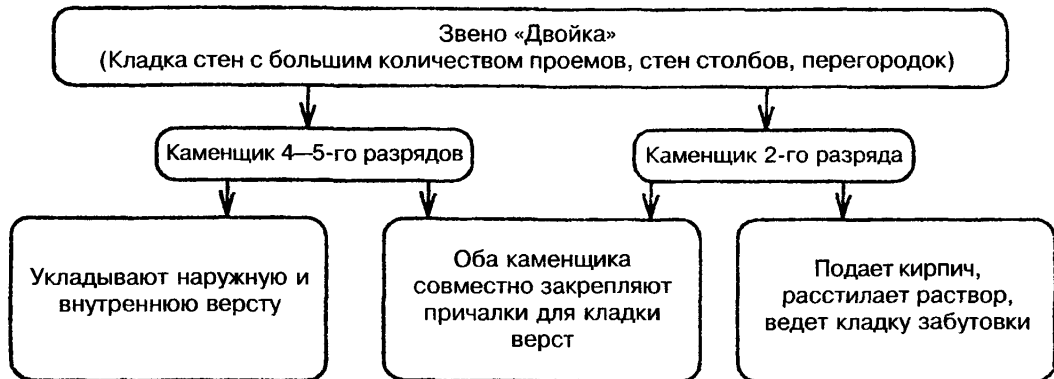 Звено «Двойка»
(Кладка стен с большим количеством проемов, стен столбов, перегородок)
Каменщик 4—5-го разрядов
Каменщик 2-го разряда
Укладывают наружную и
внутреннюю версту
Оба каменщика
совместно закрепляют
причалки для кладки
верст
Подает кирпич,
расстилает раствор,
ведет кладку забутовки